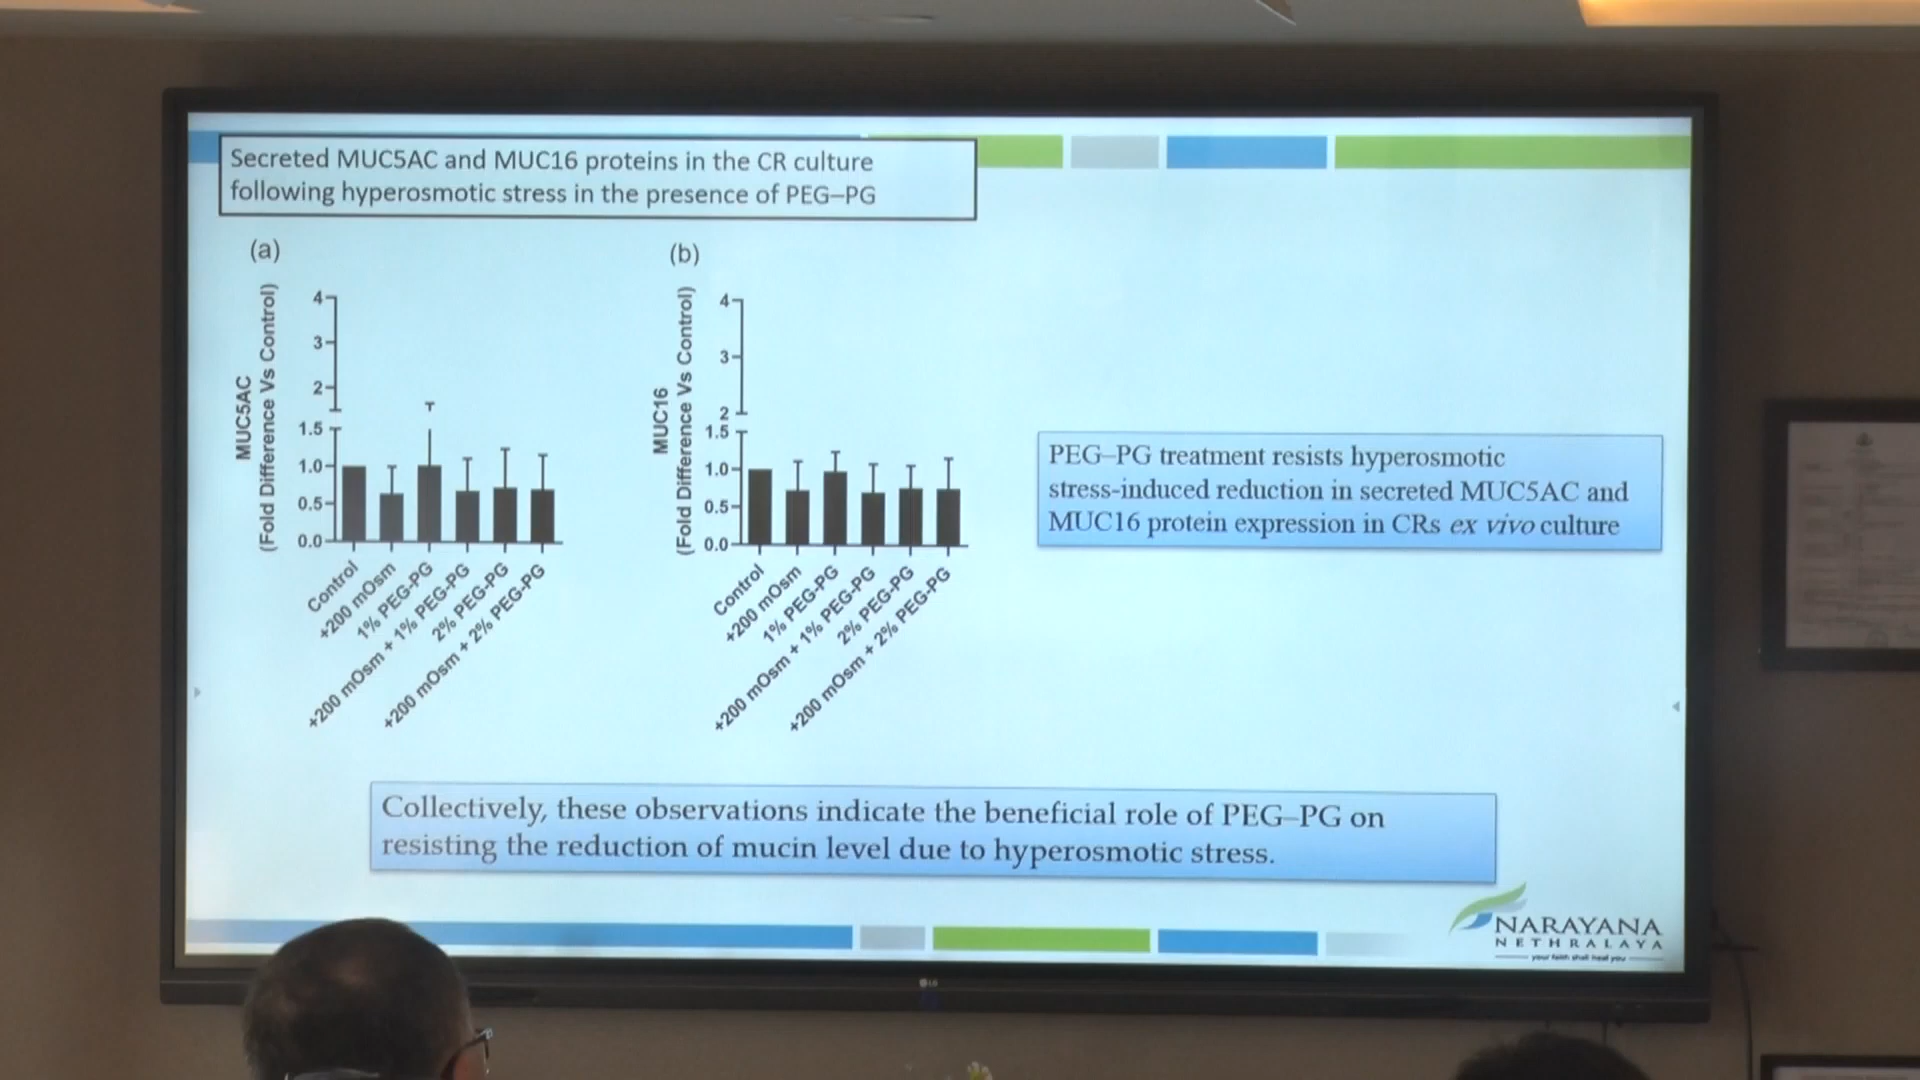 Secreted MUC5AC and MUC16 proteins in the CR culture
following hyperosmotic stress in the presence of PEG–PG
(a)
MUC5AC
(Fold Difference Vs Control)
4
3
2
1.5
1.0
0.5
0.0
Control
+200 mOsm
1% PEG-PG
+200 mOsm + 1% PEG-PG
2% PEG-PG
+200 mOsm + 2% PEG-PG
(b)
MUC16
(Fold Difference Vs Control)
4
3
2
1.5
1.0
0.5
0.0
Control
+200 mOsm
1% PEG-PG
+200 mOsm + 1% PEG-PG
2% PEG-PG
+200 mOsm + 2% PEG-PG
PEG–PG treatment resists hyperosmotic
stress-induced reduction in secreted MUC5AC and
MUC16 protein expression in CRs ex vivo culture
Collectively, these observations indicate the beneficial role of PEG–PG on
resisting the reduction of mucin level due to hyperosmotic stress.
NARAYANA
NETHRALAYA
your faith shall heal you
LG